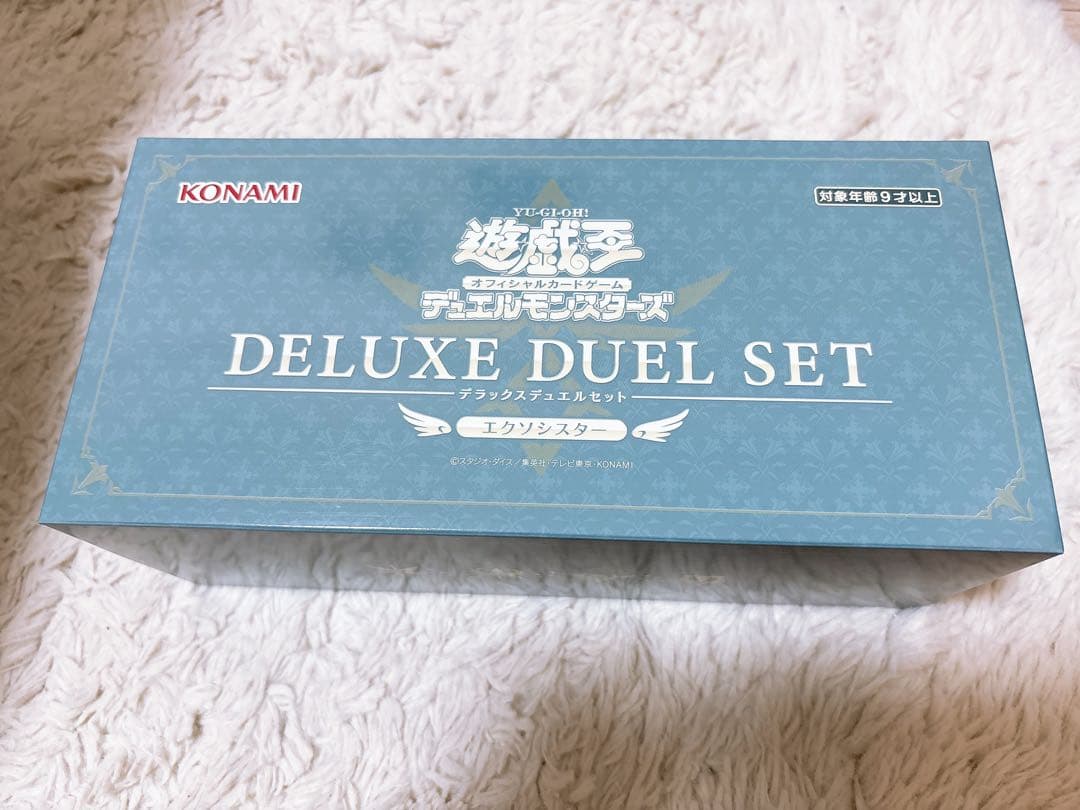 KONAMI
対象年齢9才以上
YU-GI-OH!
遊戯王
オフィシャルカードゲーム
デュエルモンスターズ
DELUXE DUEL SET
デラックスデュエルセット
エクソシスター
©スタジオ・ダイス／集英社・テレビ東京・KONAMI